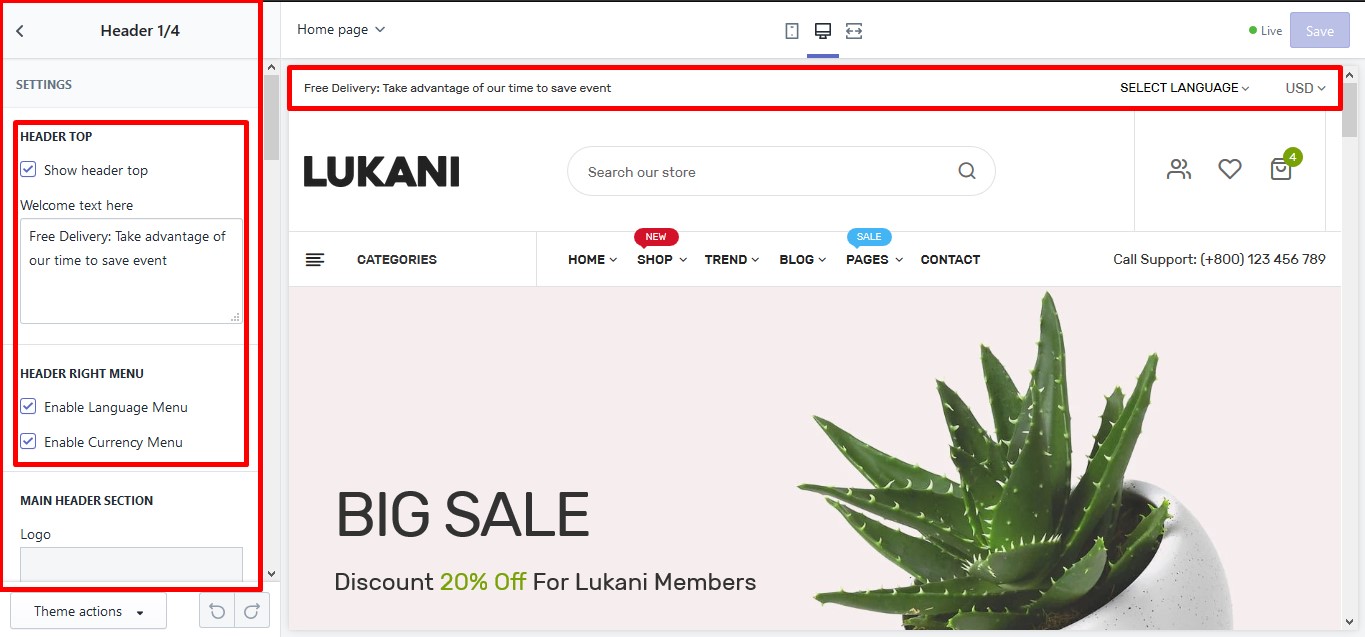 Header 1/4
SETTINGS
HEADER TOP
Show header top
Welcome text here
Free Delivery: Take advantage of
our time to save event
HEADER RIGHT MENU
Enable Language Menu
Enable Currency Menu
MAIN HEADER SECTION
Logo
Theme actions
Home page
Live
Save
Free Delivery: Take advantage of our time to save event
SELECT LANGUAGE
USD
LUKANI
Search our store
4
NEW
SALE
CATEGORIES
HOME
SHOP
TREND
BLOG
PAGES
CONTACT
Call Support: (+800) 123 456 789
BIG SALE
Discount 20% Off For Lukani Members